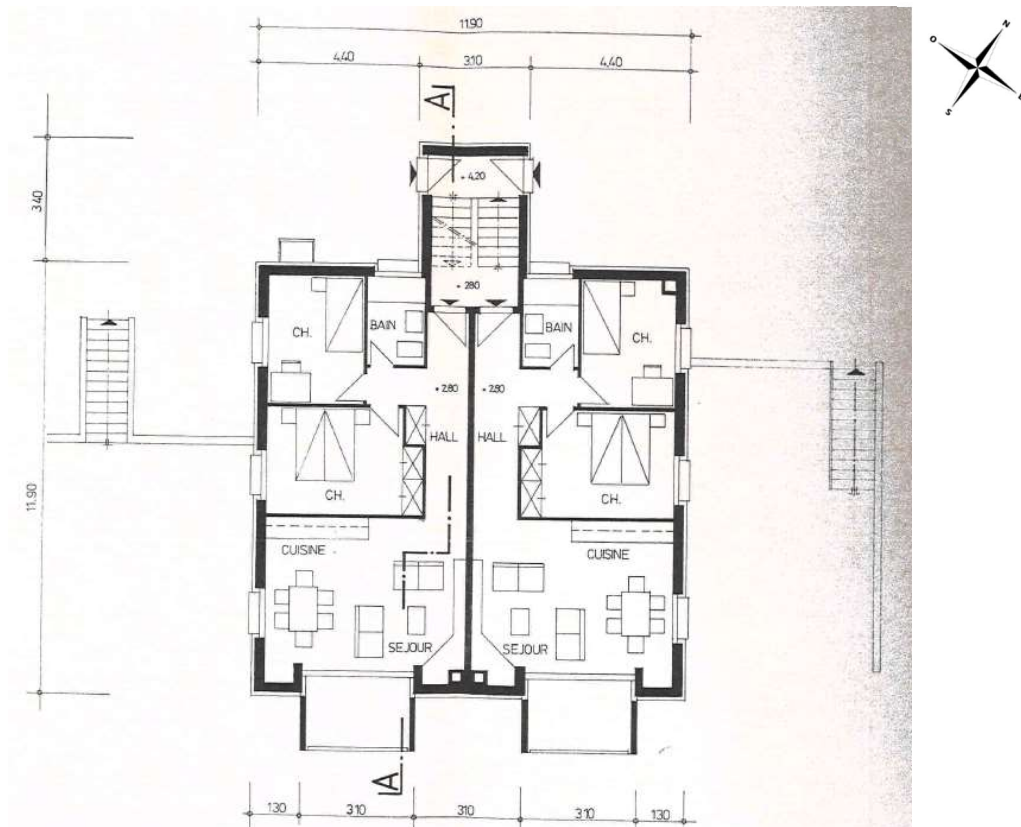 11.90
4.40 3.10 4.40
N
O
E
S
A
+ 4.20
3.40
+ 2.80
BAIN
BAIN
CH.
CH.
+ 2.80
+ 2.80
HALL
HALL
CH.
CH.
11.90
CUISINE
CUISINE
SEJOUR
SEJOUR
A
1.30 3.10 3.10 3.10 1.30